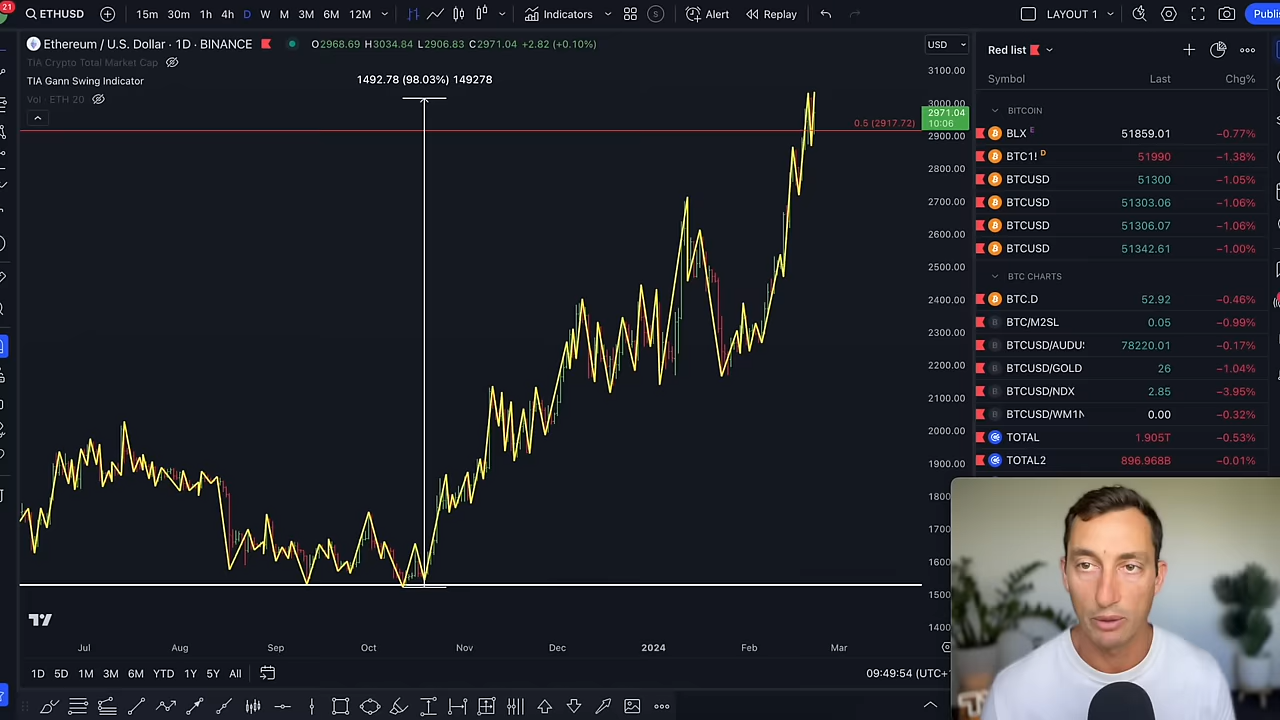 21
ETHUSD 15m 30m 1h 4h D W M 3M 6M 12M Indicators S Alert Replay LAYOUT 1 Publi
Ethereum / U.S. Dollar · 1D · BINANCE O2968.69 H3034.84 L2906.83 C2971.04 +2.82 (+0.10%)
TIA Crypto Total Market Cap
TIA Gann Swing Indicator
Vol · ETH 20
1492.78 (98.03%) 149278
0.5 (2917.72)
USD
3100.00
3000.00
2971.04
10:06
2900.00
2800.00
2700.00
2600.00
2500.00
2400.00
2300.00
2200.00
2100.00
2000.00
1900.00
1800
1700
1600
1500
1400
Jul Aug Sep Oct Nov Dec 2024 Feb Mar
1D 5D 1M 3M 6M YTD 1Y 5Y All 09:49:54 (UTC+
Red list
Symbol Last Chg%
BITCOIN
BLX E 51859.01 −0.77%
BTC1! D 51990 −1.38%
BTCUSD 51300 −1.05%
BTCUSD 51303.06 −1.06%
BTCUSD 51306.07 −1.06%
BTCUSD 51342.61 −1.00%
BTC CHARTS
BTC.D 52.92 −0.46%
BTC/M2SL 0.05 −0.99%
BTCUSD/AUDU 78220.01 −0.17%
BTCUSD/GOLD 26 −1.04%
BTCUSD/NDX 2.85 −3.95%
BTCUSD/WM1N 0.00 −0.32%
TOTAL 1.905T −0.53%
TOTAL2 896.968B −0.01%